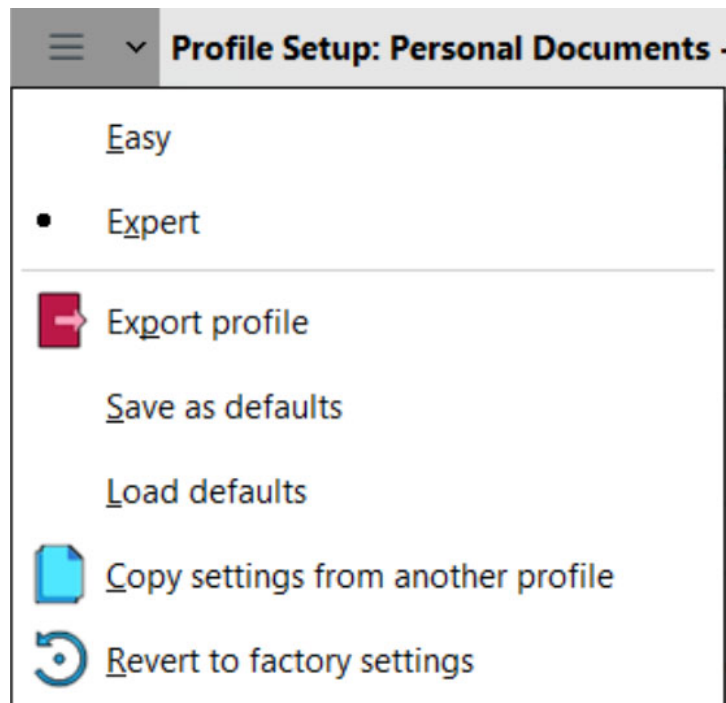 Profile Setup: Personal Documents -
Easy
Expert
Export profile
Save as defaults
Load defaults
Copy settings from another profile
Revert to factory settings